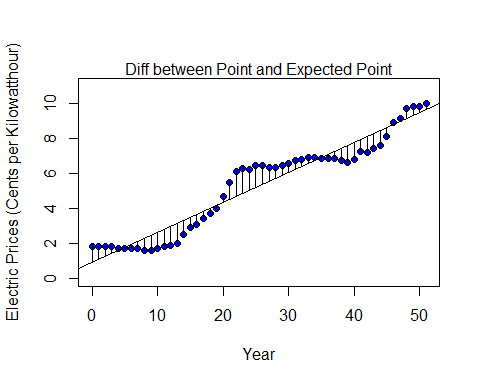 Diff between Point and Expected Point
Electric Prices (Cents per Kilowatthour)
10
8
6
4
2
0
0 10 20 30 40 50
Year